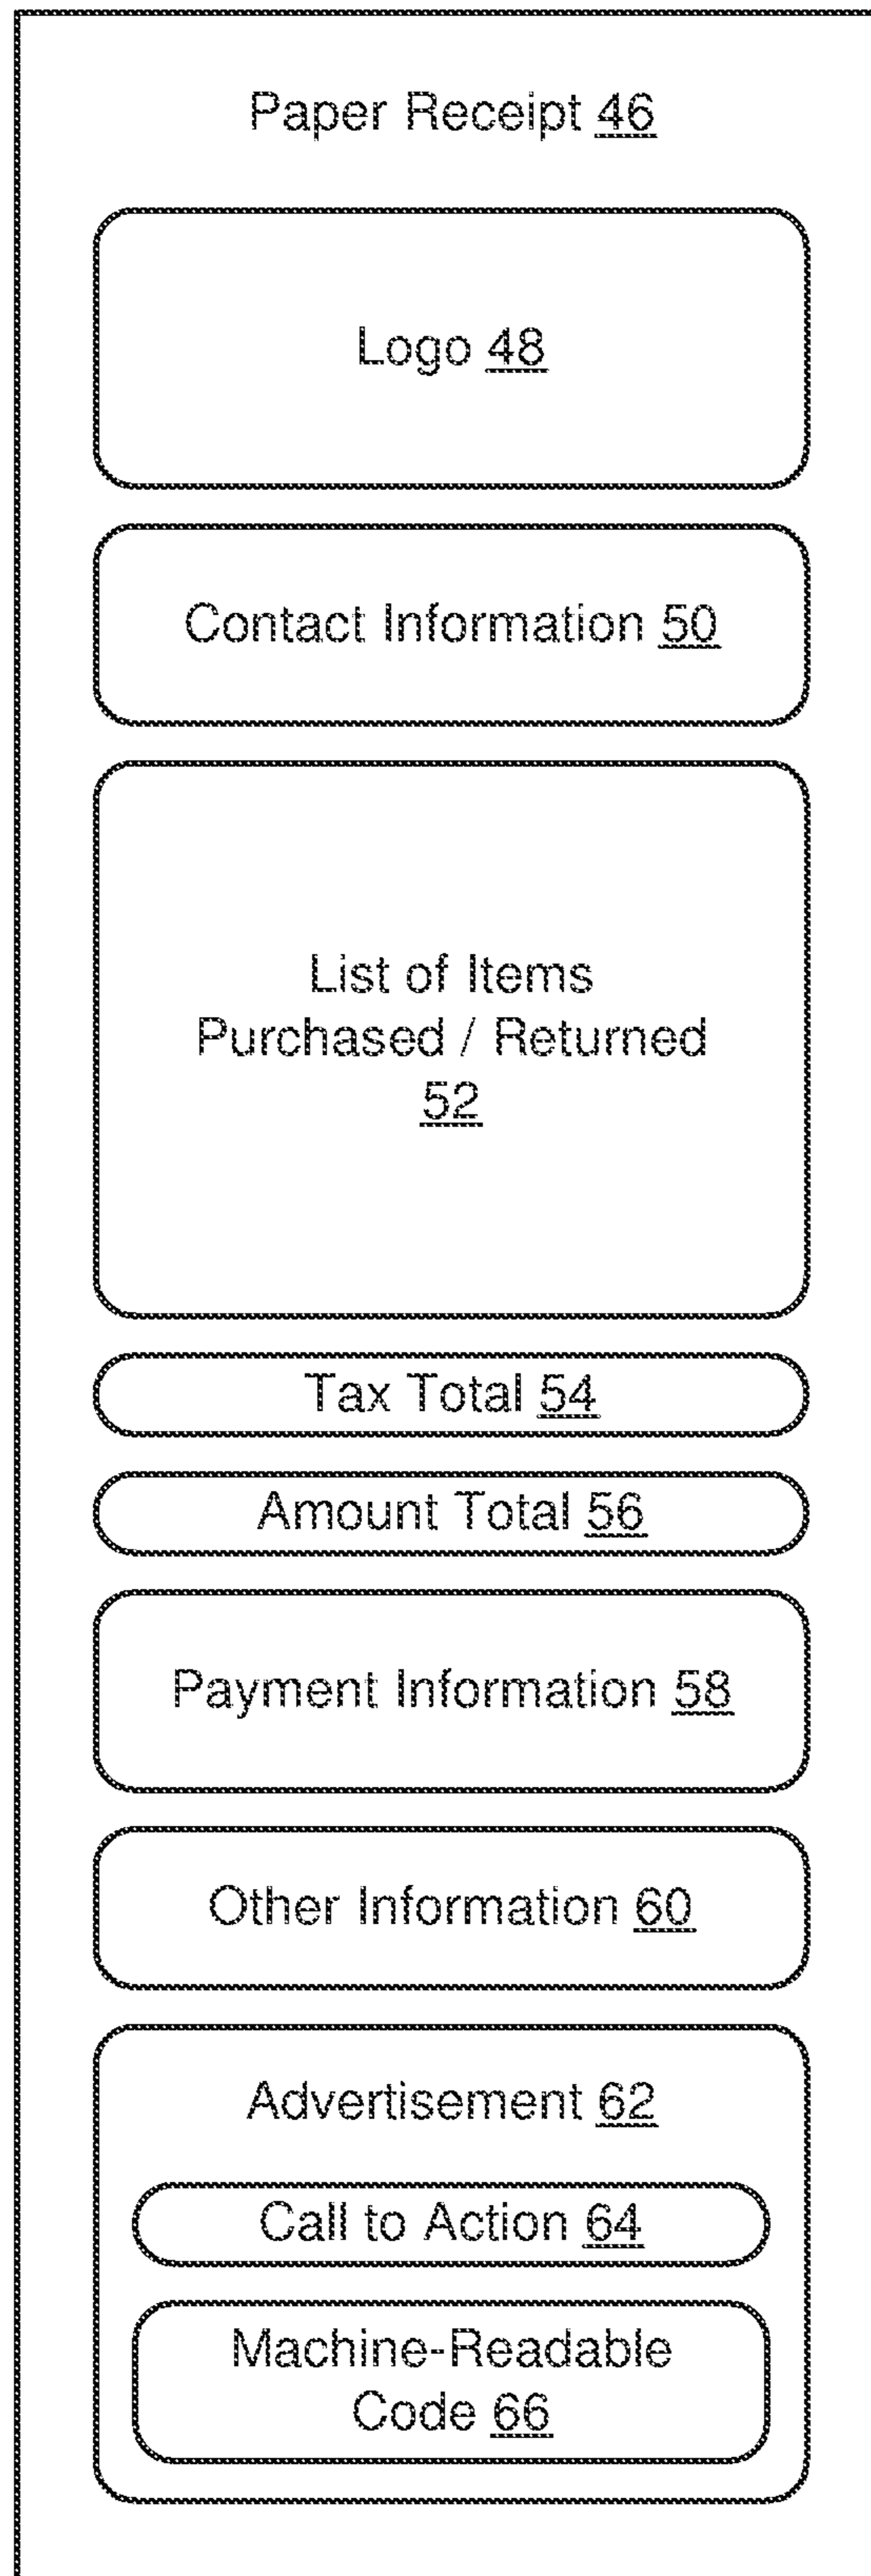 Paper Receipt 46
Logo 48
Contact Information 50
List of Items
Purchased / Returned
52
Tax Total 54
Amount Total 56
Payment Information 58
Other Information 60
Advertisement 62
Call to Action 64
Machine-Readable
Code 66